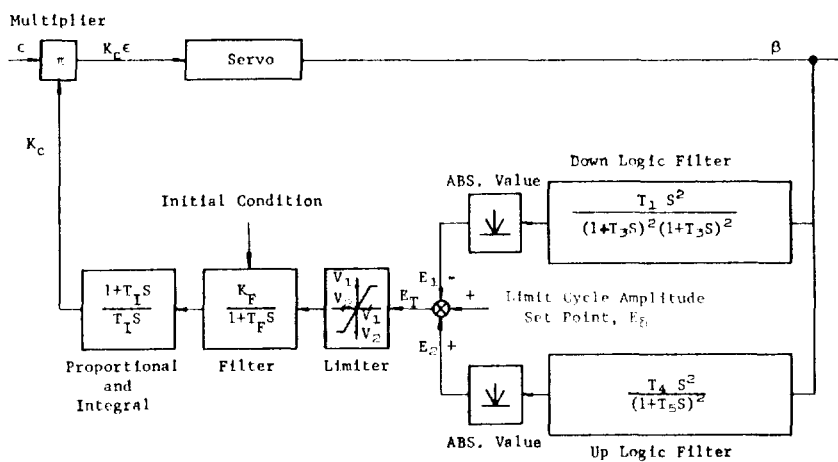 Multiplier
ϵ
π
K_C ϵ
Servo
β
K_C
Down Logic Filter
ABS. Value
T_1 S^2
(1+T_3S)^2(1+T_3S)^2
Initial Condition
E_1 -
V_1
V_1
V_2
E_T
+
Limit Cycle Amplitude
Set Point, E_δ
1+T_I S
T_I S
K_F
1+T_F S
E_2 +
Proportional
and
Integral
Filter
Limiter
T_4 S^2
(1+T_5S)^2
ABS. Value
Up Logic Filter